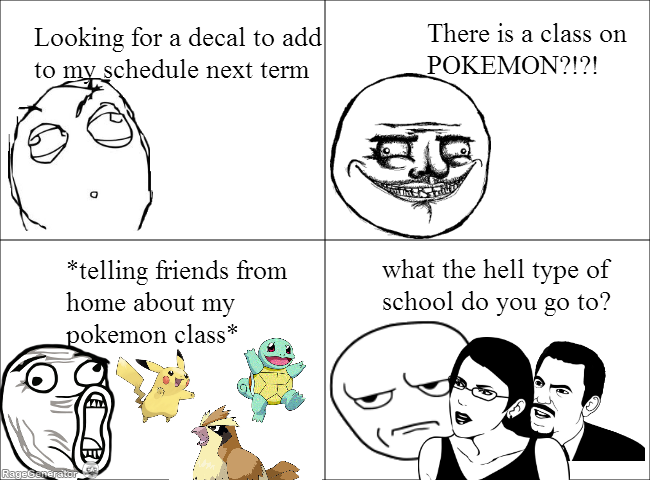 Looking for a decal to add
to my schedule next term
There is a class on
POKEMON?!?!
*telling friends from
home about my
pokemon class*
what the hell type of
school do you go to?
RageGenerator